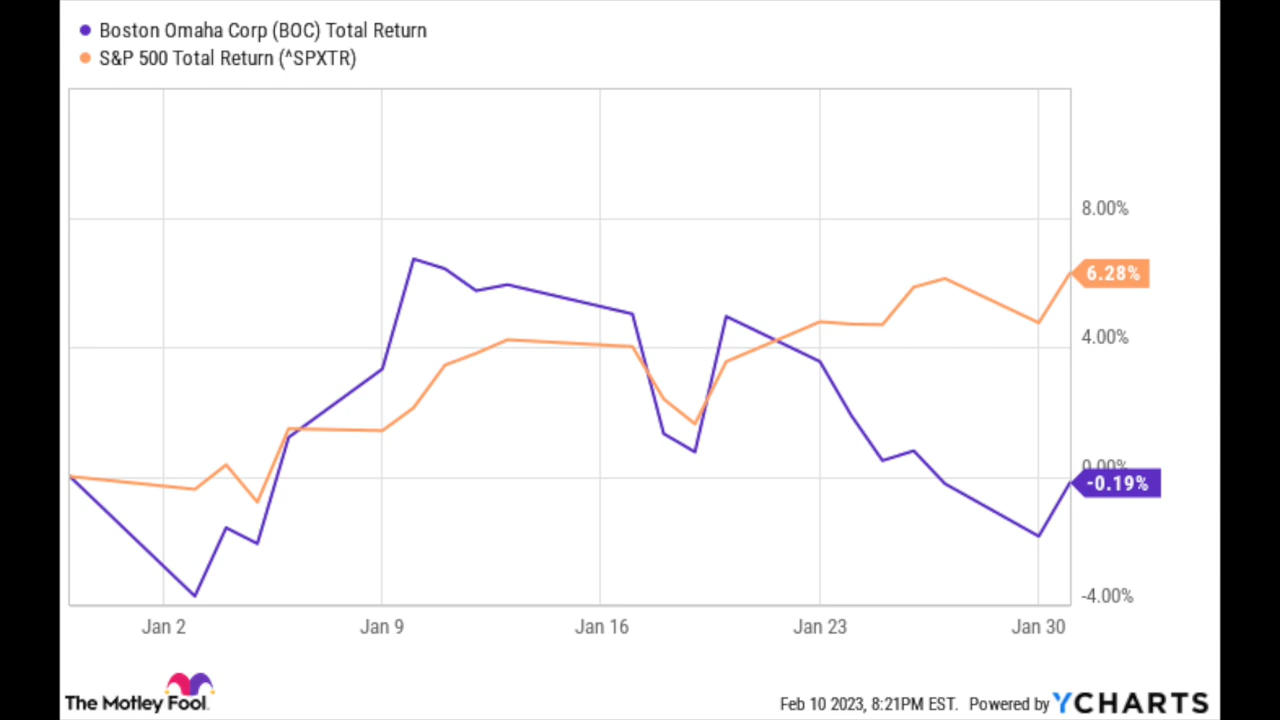 Boston Omaha Corp (BOC) Total Return
S&P 500 Total Return (^SPXTR)
8.00%
6.28%
4.00%
0.00%
-0.19%
-4.00%
Jan 2 Jan 9 Jan 16 Jan 23 Jan 30
The Motley Fool.
Feb 10 2023, 8:21PM EST. Powered by YCHARTS